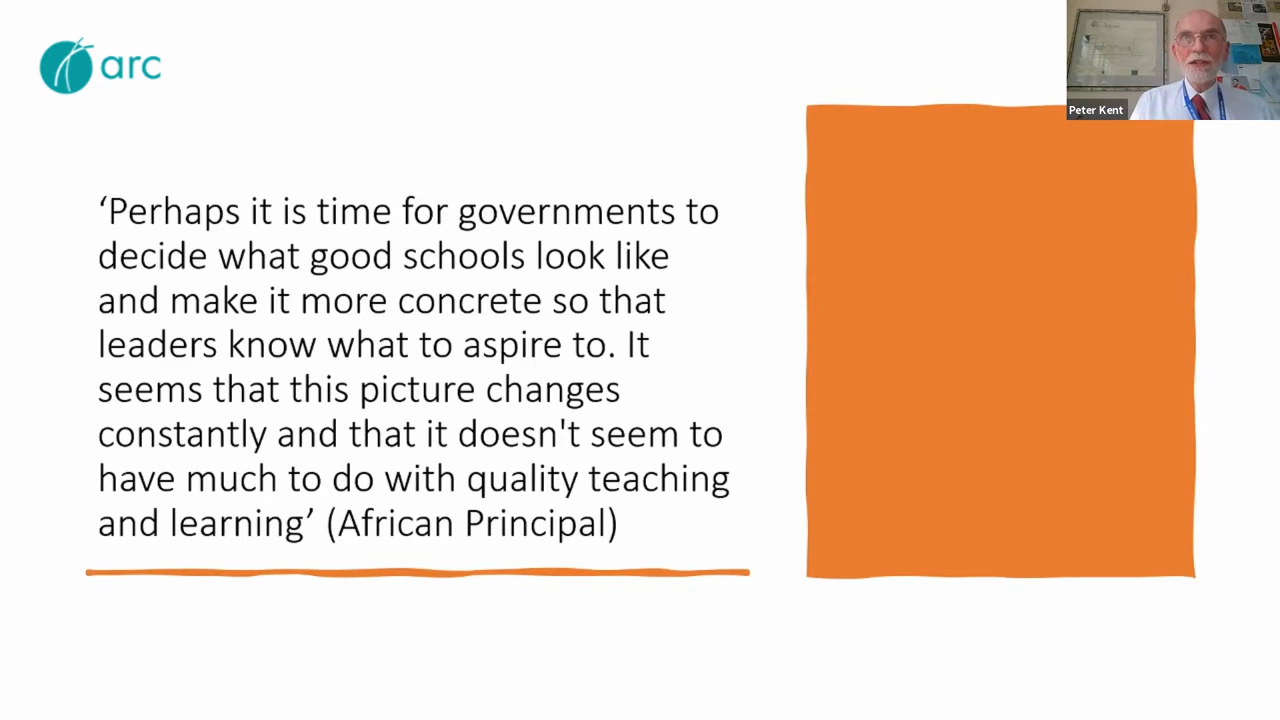 arc
Peter Kent
‘Perhaps it is time for governments to
decide what good schools look like
and make it more concrete so that
leaders know what to aspire to. It
seems that this picture changes
constantly and that it doesn't seem to
have much to do with quality teaching
and learning’ (African Principal)